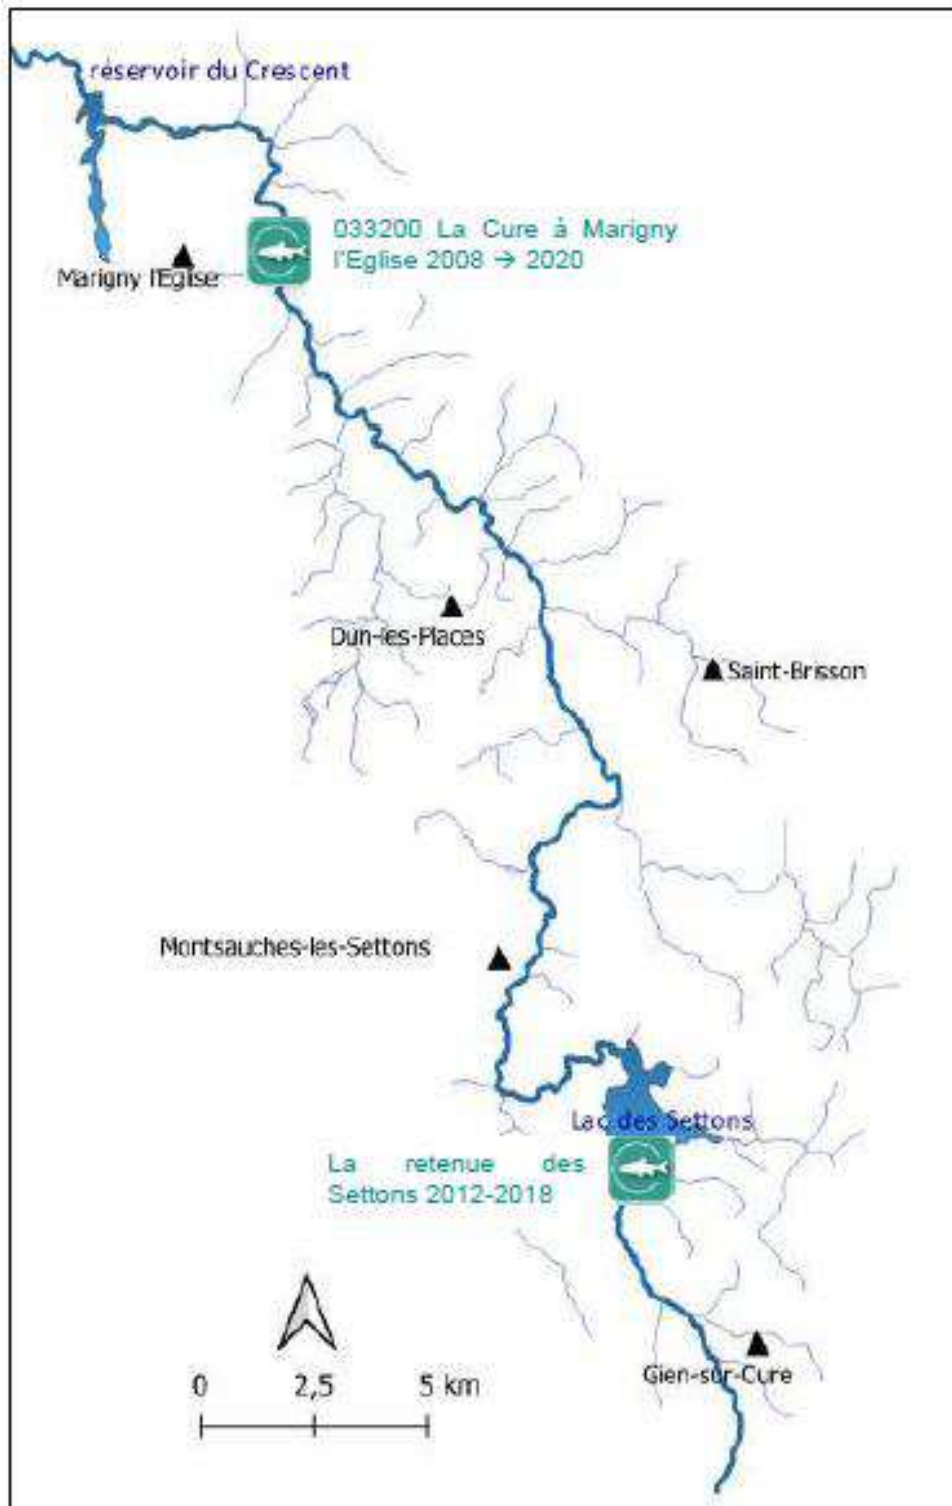 réservoir du Crescent
033200 La Cure à Marigny
l'Eglise 2008 → 2020
Marigny l'Eglise
Dun-les-Places
Saint-Brisson
Montsauches-les-Settons
Lac des Settons
La retenue des
Settons 2012-2018
Gien-sur-Cure
0 2,5 5 km